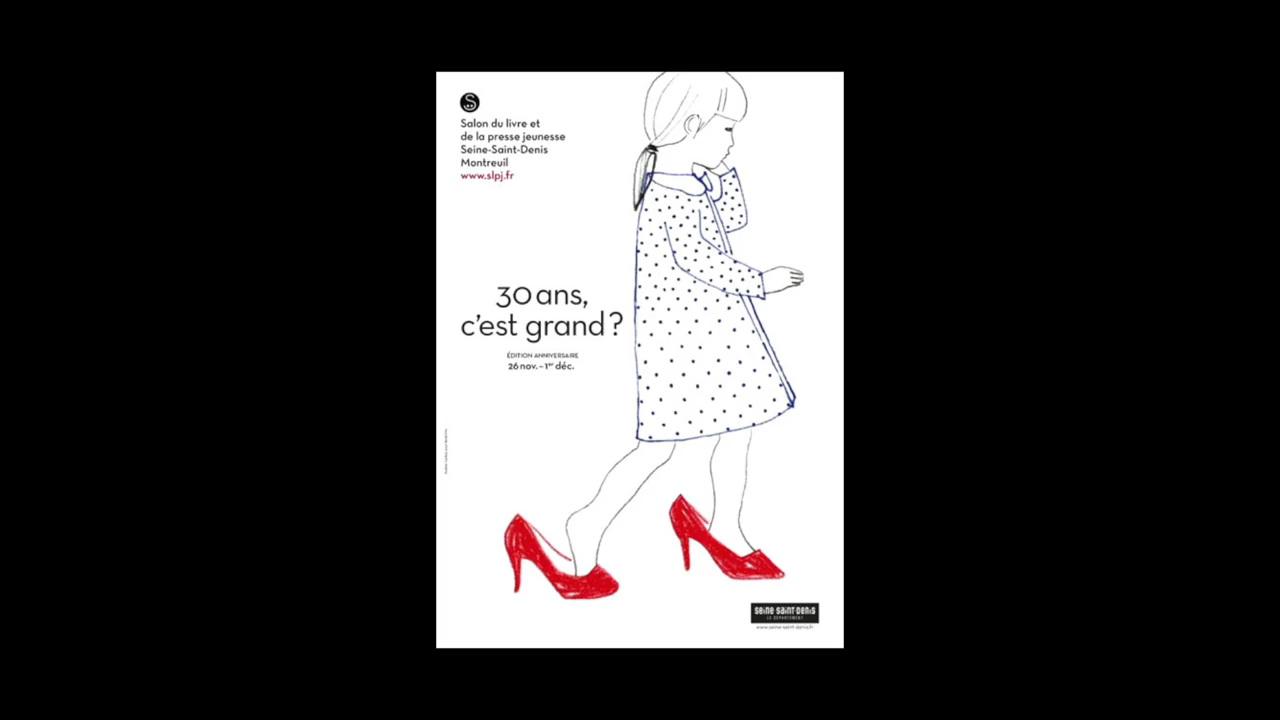 S
Salon du livre et
de la presse jeunesse
Seine-Saint-Denis
Montreuil
www.slpj.fr
30 ans,
c'est grand ?
ÉDITION ANNIVERSAIRE
26 nov. – 1er déc.
seine saint-denis
LE DÉPARTEMENT
www.seine-saint-denis.fr